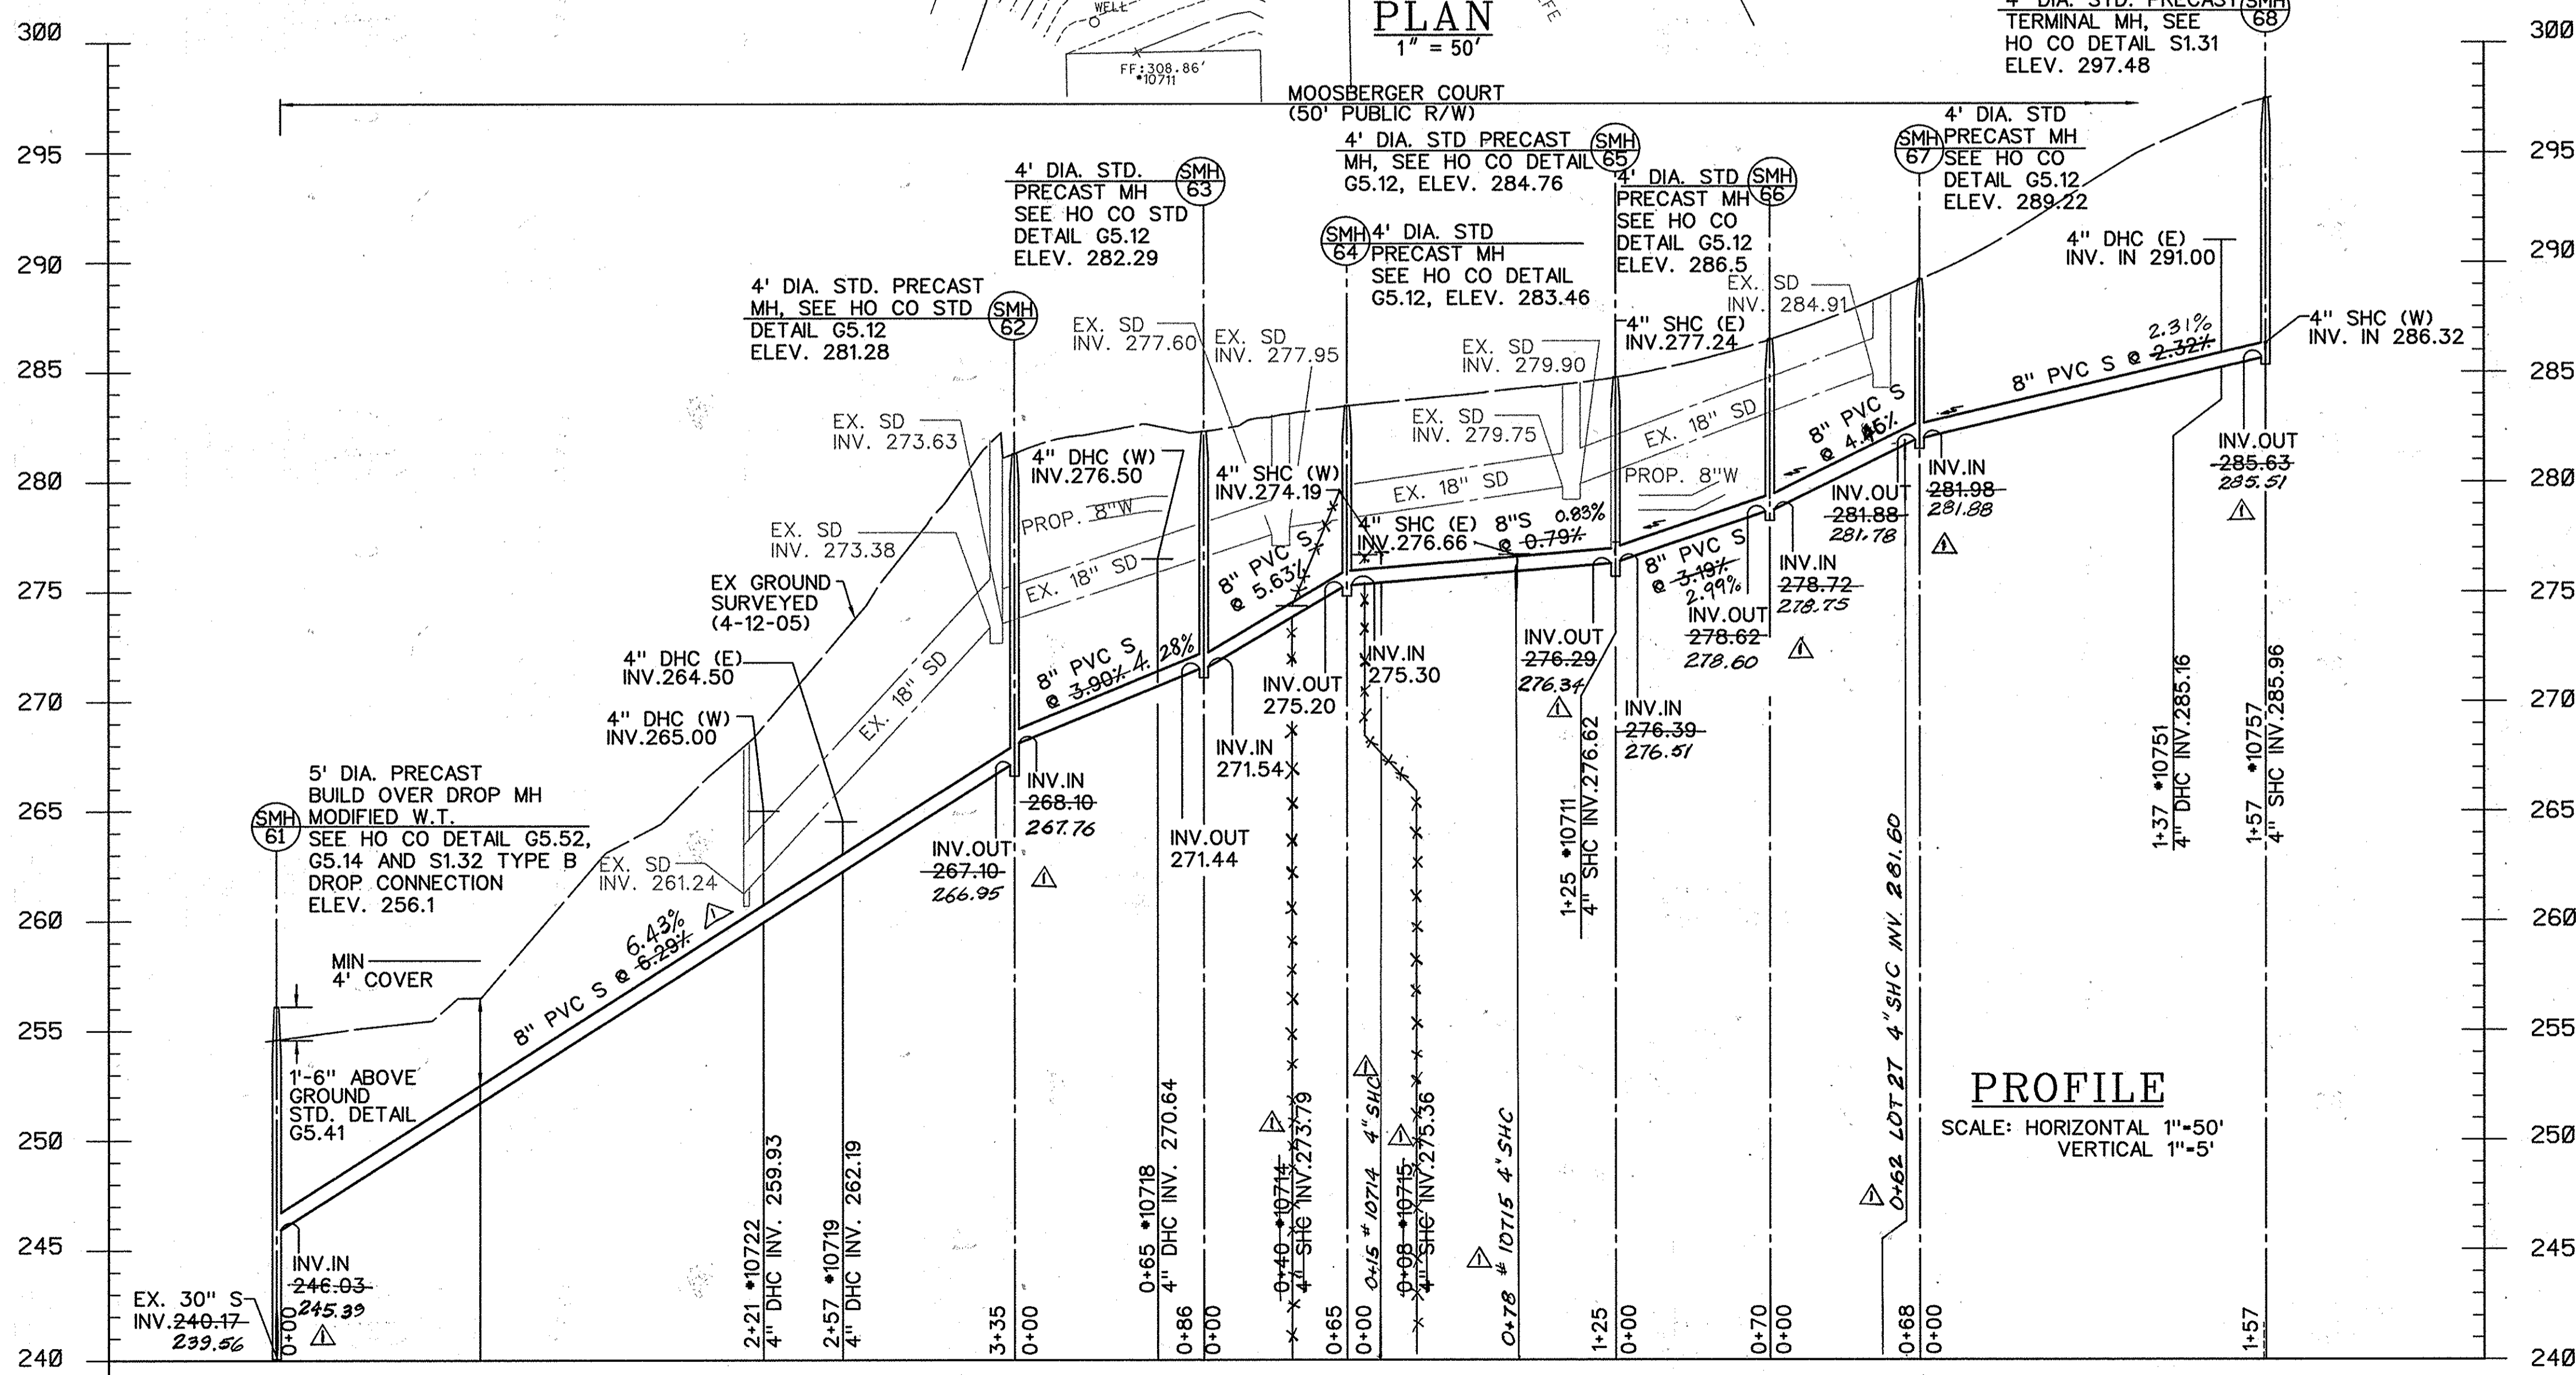 PLAN
1" = 50'
WELL
FF:308.86'
*10711
MOOSBERGER COURT
(50' PUBLIC R/W)
4' DIA. STD. PRECAST
TERMINAL MH, SEE
HO CO DETAIL S1.31
ELEV. 297.48
SMH
68
300
295
290
285
280
275
270
265
260
255
250
245
240
300
295
290
285
280
275
270
265
260
255
250
245
240
SMH
61
5' DIA. PRECAST
BUILD OVER DROP MH
MODIFIED W.T.
SEE HO CO DETAIL G5.52,
G5.14 AND S1.32 TYPE B
DROP CONNECTION
ELEV. 256.1
MIN
4' COVER
1'-6" ABOVE
GROUND
STD. DETAIL
G5.41
INV.IN
246.03
245.39
EX. 30" S
INV. 240.17
239.56
0+00
8" PVC S @ 6.29%
6.43%
EX GROUND
SURVEYED
(4-12-05)
4" DHC (E)
INV.264.50
4" DHC (W)
INV.265.00
EX. SD
INV. 261.24
EX. 18" SD
EX. SD
INV. 273.38
EX. SD
INV. 273.63
4' DIA. STD. PRECAST
MH, SEE HO CO STD
DETAIL G5.12
ELEV. 281.28
SMH
62
INV.OUT
267.10
266.95
INV.IN
268.10
267.76
2+21 *10722
4" DHC INV. 259.93
2+57 *10719
4" DHC INV. 262.19
3+35
0+00
4" DHC (W)
INV.276.50
PROP. 8"W
EX. 18" SD
8" PVC S
@ 3.90% 4.28%
4' DIA. STD.
PRECAST MH
SEE HO CO STD
DETAIL G5.12
ELEV. 282.29
SMH
63
EX. SD
INV. 277.60
EX. SD
INV. 277.95
4" SHC (W)
INV.274.19
8" PVC S
@ 5.63%
INV.OUT
271.44
INV.IN
271.54
0+65 *10718
4" DHC INV. 270.64
0+86
0+00
0+40 *10714
4" SHC INV.273.79
SMH
64
4' DIA. STD
PRECAST MH
SEE HO CO DETAIL
G5.12, ELEV. 283.46
INV.OUT
275.20
INV.IN
275.30
0+65
0+00
0+15 # 10714 4" SHC
0+08 *10715
4" SHC INV.275.36
4" SHC (E)
INV.276.66
8"S
@ 0.79%
0.83%
EX. 18" SD
EX. SD
INV. 279.75
EX. SD
INV. 279.90
0+78 # 10715 4" SHC
4' DIA. STD PRECAST
MH, SEE HO CO DETAIL
G5.12, ELEV. 284.76
SMH
65
4" SHC (E)
INV.277.24
INV.OUT
276.29
276.34
INV.IN
276.39
276.51
1+25 *10711
4" SHC INV.276.62
1+25
0+00
PROP. 8"W
EX. 18" SD
8" PVC S
@ 3.19%
2.99%
4' DIA. STD
PRECAST MH
SEE HO CO
DETAIL G5.12
ELEV. 286.5
SMH
66
EX. SD
INV. 284.91
INV.OUT
278.62
278.60
INV.IN
278.72
278.75
0+70
0+00
8" PVC S
SMH
67
4' DIA. STD
PRECAST MH
SEE HO CO
DETAIL G5.12
ELEV. 289.22
INV.OUT
281.88
281.78
INV.IN
281.98
281.88
0+62 LOT 27 4" SHC INV. 281.60
0+68
0+00
4" DHC (E)
INV. IN 291.00
8" PVC S @ 2.32%
2.31%
4" SHC (W)
INV. IN 286.32
INV.OUT
285.63
285.51
1+37 *10751
4" DHC INV.285.16
1+57 *10757
4" SHC INV.285.96
1+57
PROFILE
SCALE: HORIZONTAL 1"=50'
VERTICAL 1"=5'